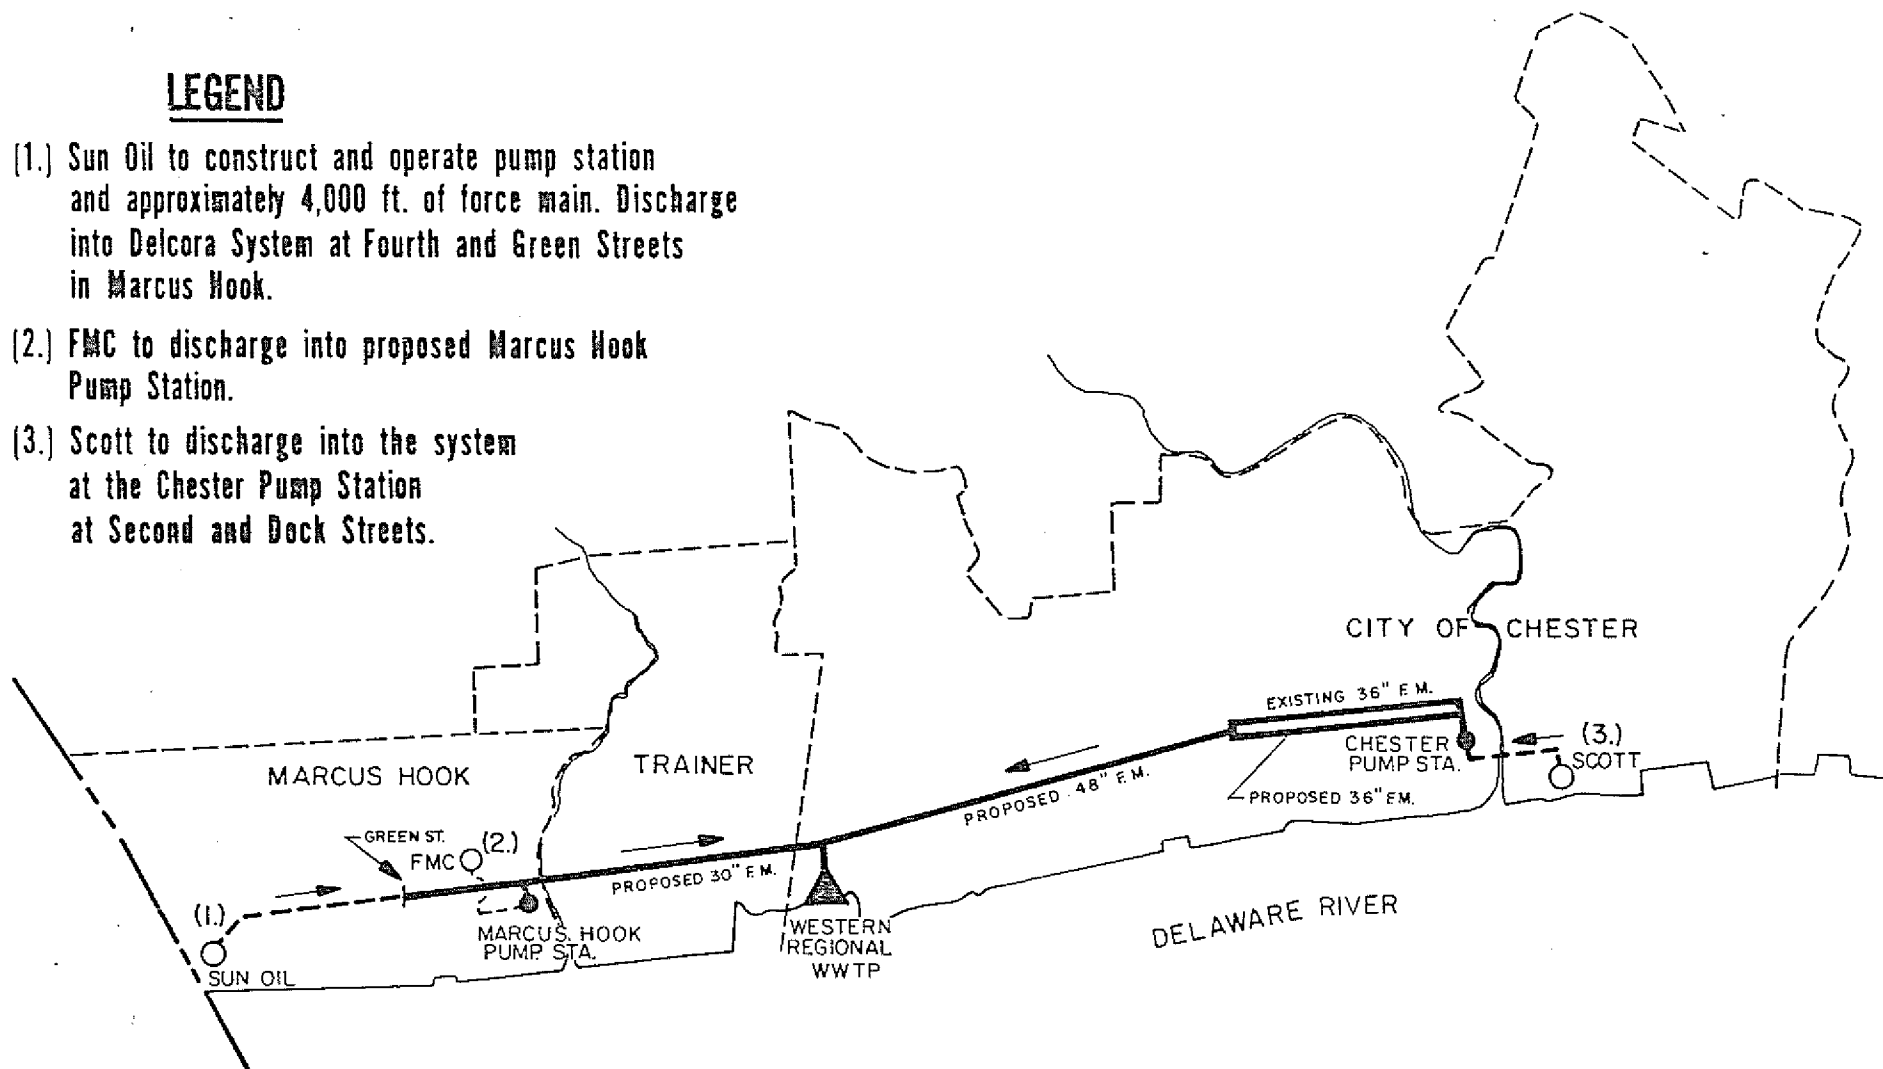 LEGEND
(1.) Sun Oil to construct and operate pump station
and approximately 4,000 ft. of force main. Discharge
into Delcora System at Fourth and Green Streets
in Marcus Hook.
(2.) FMC to discharge into proposed Marcus Hook
Pump Station.
(3.) Scott to discharge into the system
at the Chester Pump Station
at Second and Dock Streets.
CITY OF CHESTER
EXISTING 36" F.M.
CHESTER
PUMP STA.
(3.)
SCOTT
PROPOSED 36" F.M.
PROPOSED 48" F.M.
MARCUS HOOK
TRAINER
GREEN ST.
FMC
(2.)
PROPOSED 30" F.M.
(1.)
SUN OIL
MARCUS HOOK
PUMP STA.
WESTERN
REGIONAL
WWTP
DELAWARE RIVER